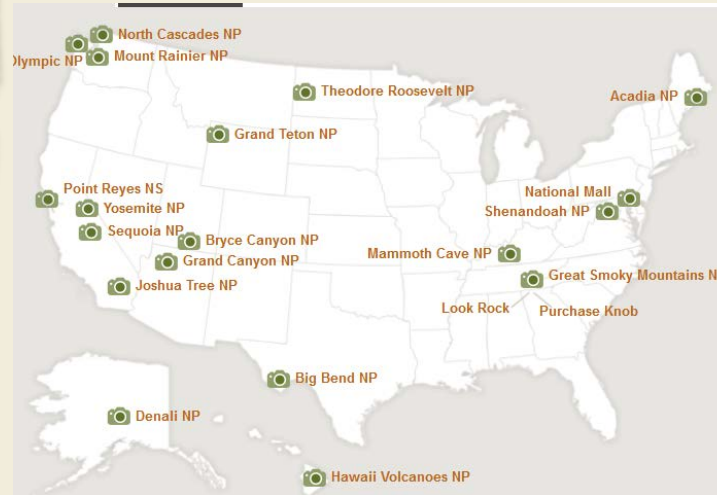 North Cascades NP
Olympic NP
Mount Rainier NP
Theodore Roosevelt NP
Acadia NP
Grand Teton NP
Point Reyes NS
National Mall
Yosemite NP
Shenandoah NP
Sequoia NP
Bryce Canyon NP
Mammoth Cave NP
Grand Canyon NP
Great Smoky Mountains N
Joshua Tree NP
Look Rock
Purchase Knob
Big Bend NP
Denali NP
Hawaii Volcanoes NP